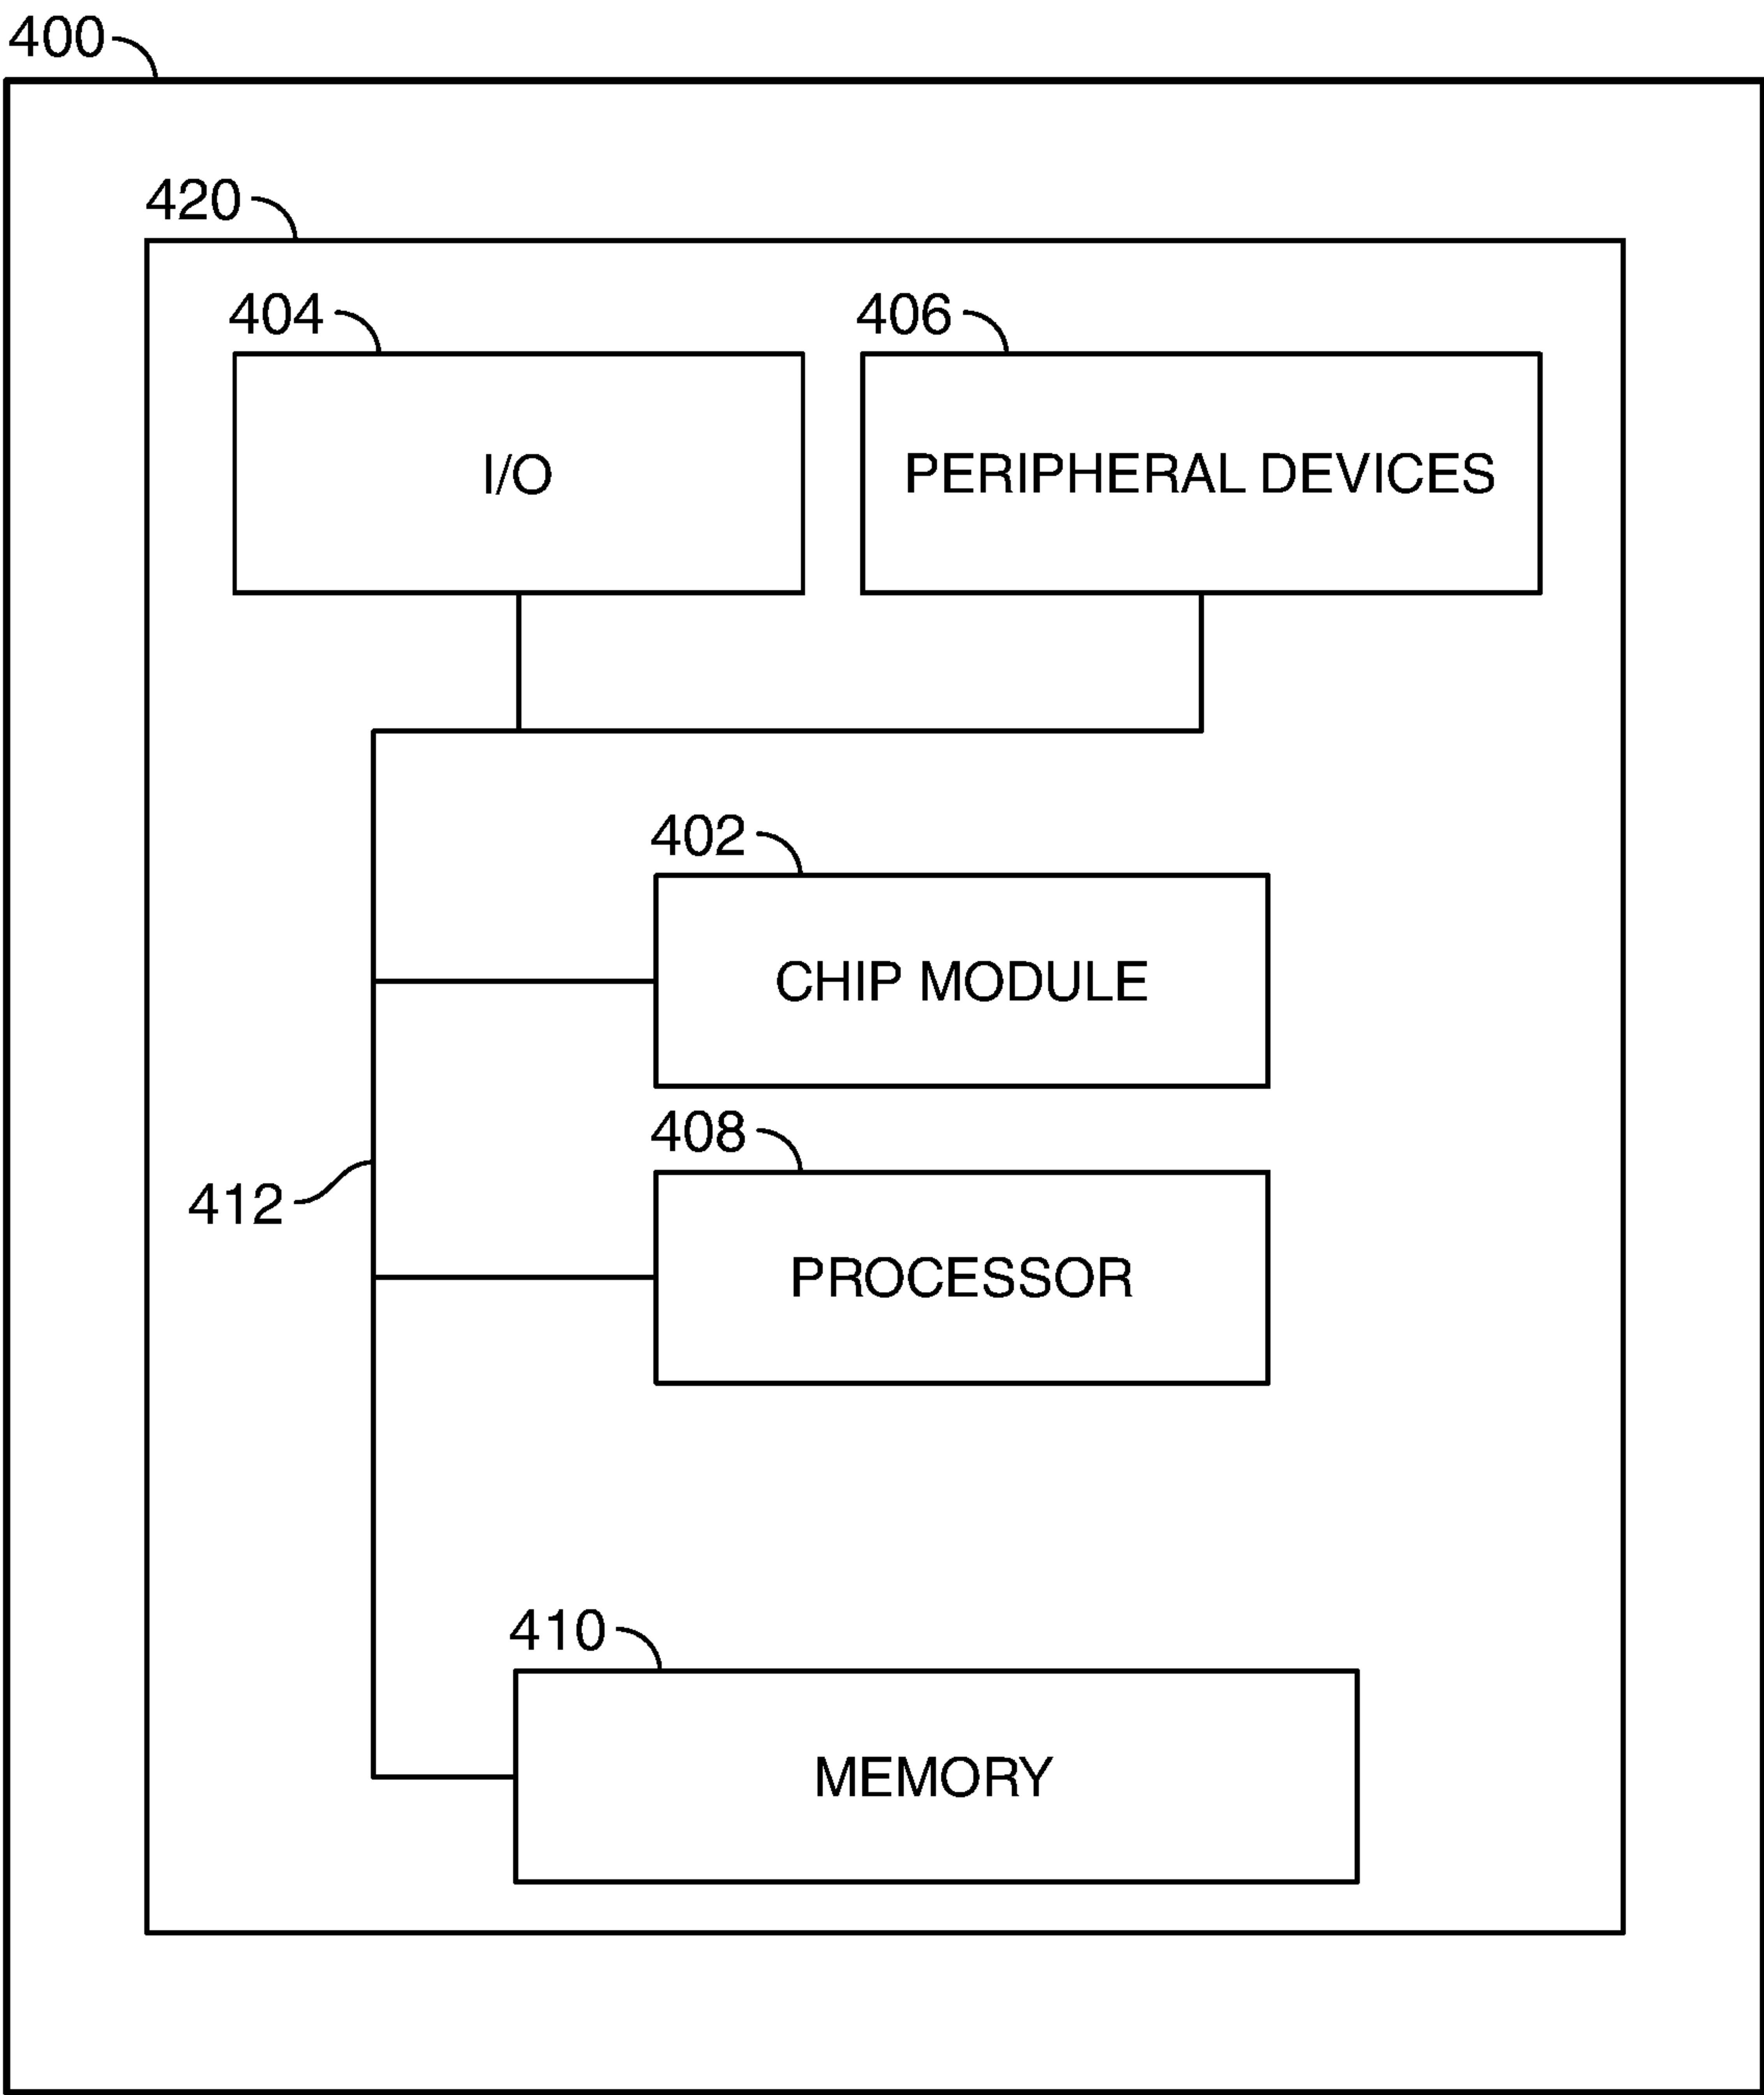 400
420
404
406
I/O
PERIPHERAL DEVICES
402
CHIP MODULE
408
412
PROCESSOR
410
MEMORY